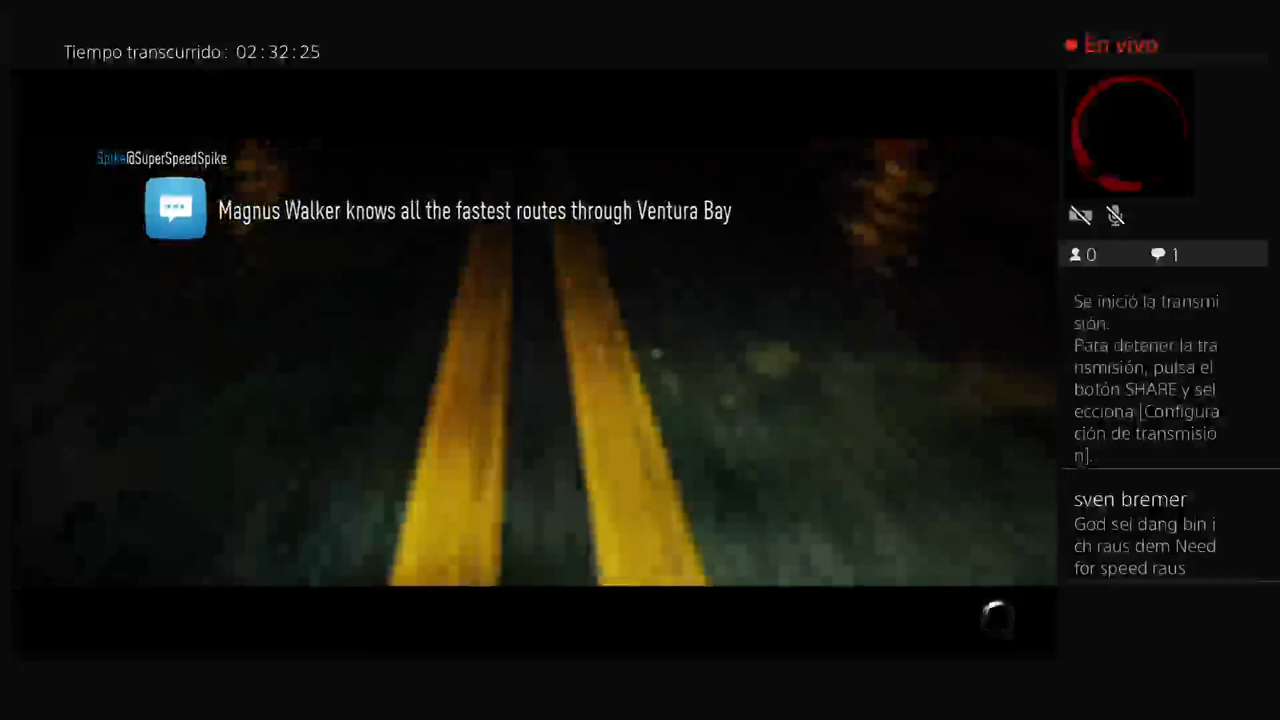 Tiempo transcurrido: 02:32:25
En vivo
Spike@SuperSpeedSpike
Magnus Walker knows all the fastest routes through Ventura Bay
0 1
Se inició la transmi
sión.
Para detener la tra
nsmisión, pulsa el
botón SHARE y sel
ecciona [Configura
ción de transmisio
n].
sven bremer
God sei dang bin i
ch raus dem Need
for speed raus